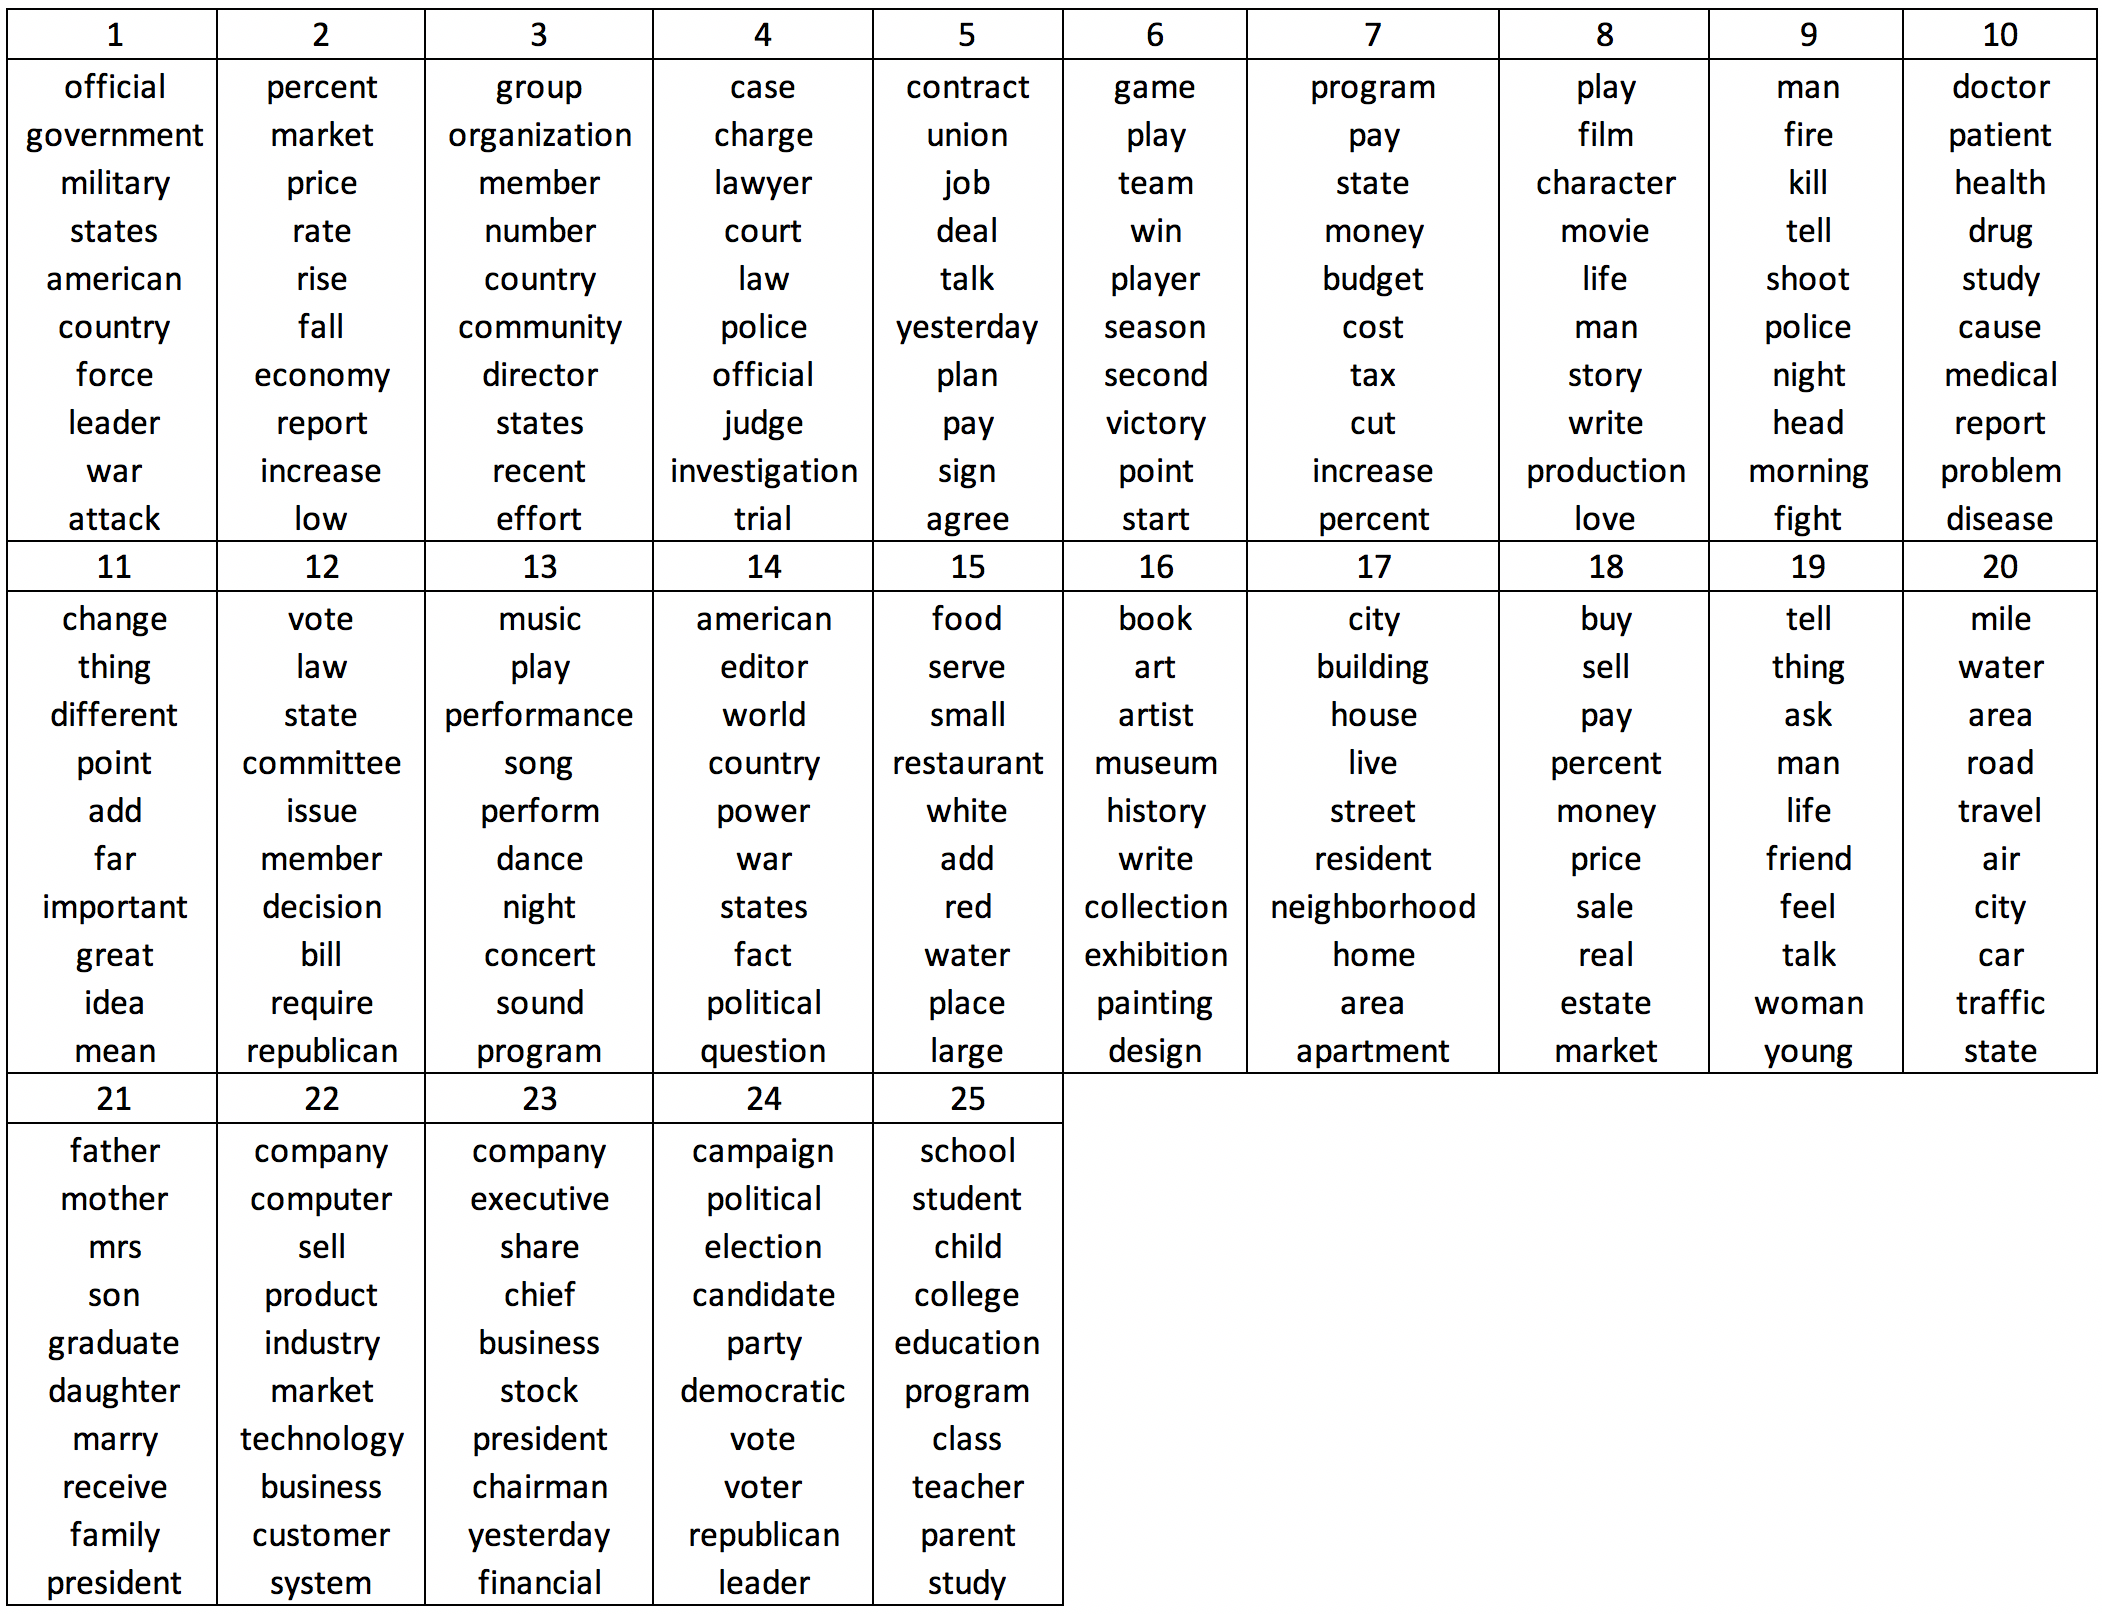 1 2 3 4 5 6 7 8 9 10
official percent group case contract game program play man doctor
government market organization charge union play pay film fire patient
military price member lawyer job team state character kill health
states rate number court deal win money movie tell drug
american rise country law talk player budget life shoot study
country fall community police yesterday season cost man police cause
force economy director official plan second tax story night medical
leader report states judge pay victory cut write head report
war increase recent investigation sign point increase production morning problem
attack low effort trial agree start percent love fight disease
11 12 13 14 15 16 17 18 19 20
change vote music american food book city buy tell mile
thing law play editor serve art building sell thing water
different state performance world small artist house pay ask area
point committee song country restaurant museum live percent man road
add issue perform power white history street money life travel
far member dance war add write resident price friend air
important decision night states red collection neighborhood sale feel city
great bill concert fact water exhibition home real talk car
idea require sound political place painting area estate woman traffic
mean republican program question large design apartment market young state
21 22 23 24 25
father company company campaign school
mother computer executive political student
mrs sell share election child
son product chief candidate college
graduate industry business party education
daughter market stock democratic program
marry technology president vote class
receive business chairman voter teacher
family customer yesterday republican parent
president system financial leader study